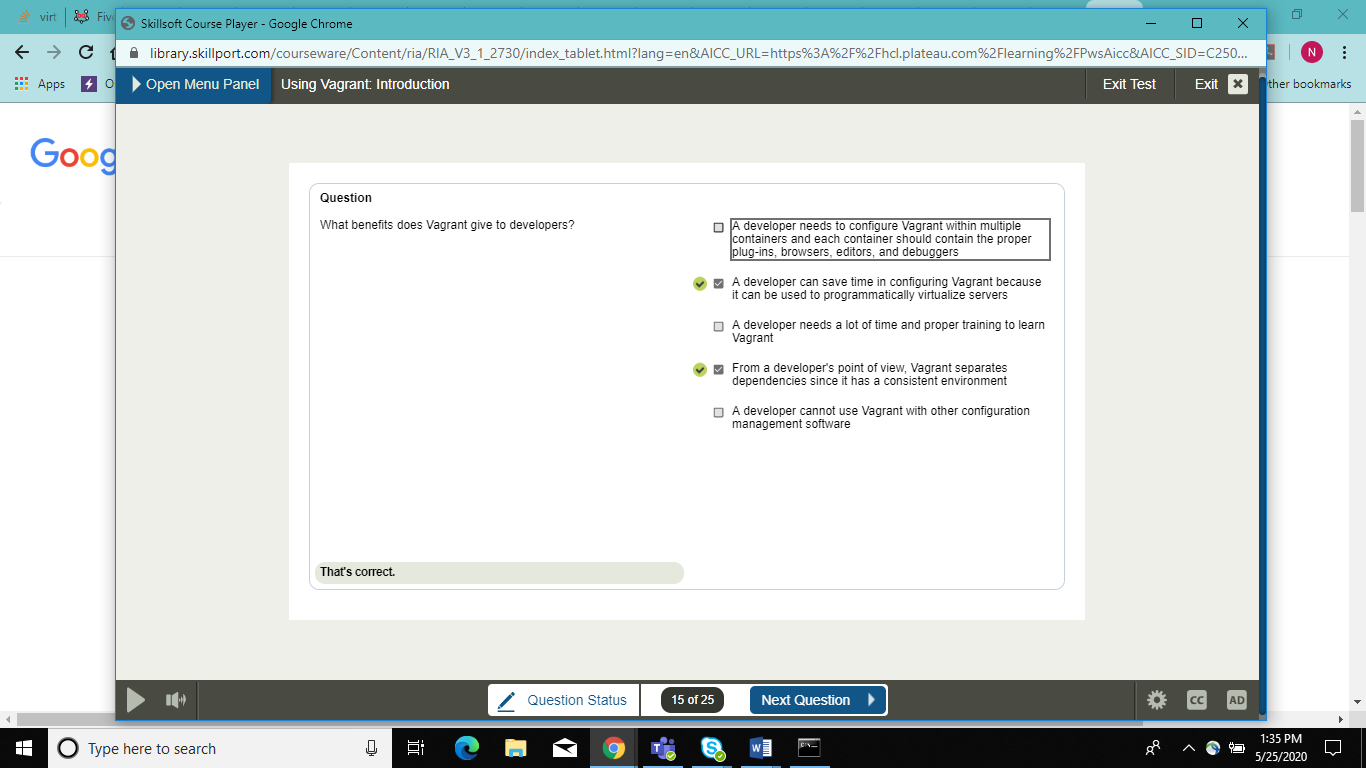 virt
Five
Skillsoft Course Player - Google Chrome
library.skillport.com/courseware/Content/ria/RIA_V3_1_2730/index_tablet.html?lang=en&AICC_URL=https%3A%2F%2Fhcl.plateau.com%2Flearning%2FPwsAicc&AICC_SID=C250...
N
Apps
O
ther bookmarks
Open Menu Panel
Using Vagrant: Introduction
Exit Test
Exit
Goog
Question
What benefits does Vagrant give to developers?
A developer needs to configure Vagrant within multiple
containers and each container should contain the proper
plug-ins, browsers, editors, and debuggers
A developer can save time in configuring Vagrant because
it can be used to programmatically virtualize servers
A developer needs a lot of time and proper training to learn
Vagrant
From a developer's point of view, Vagrant separates
dependencies since it has a consistent environment
A developer cannot use Vagrant with other configuration
management software
That's correct.
Question Status
15 of 25
Next Question
CC
AD
Type here to search
1:35 PM
5/25/2020